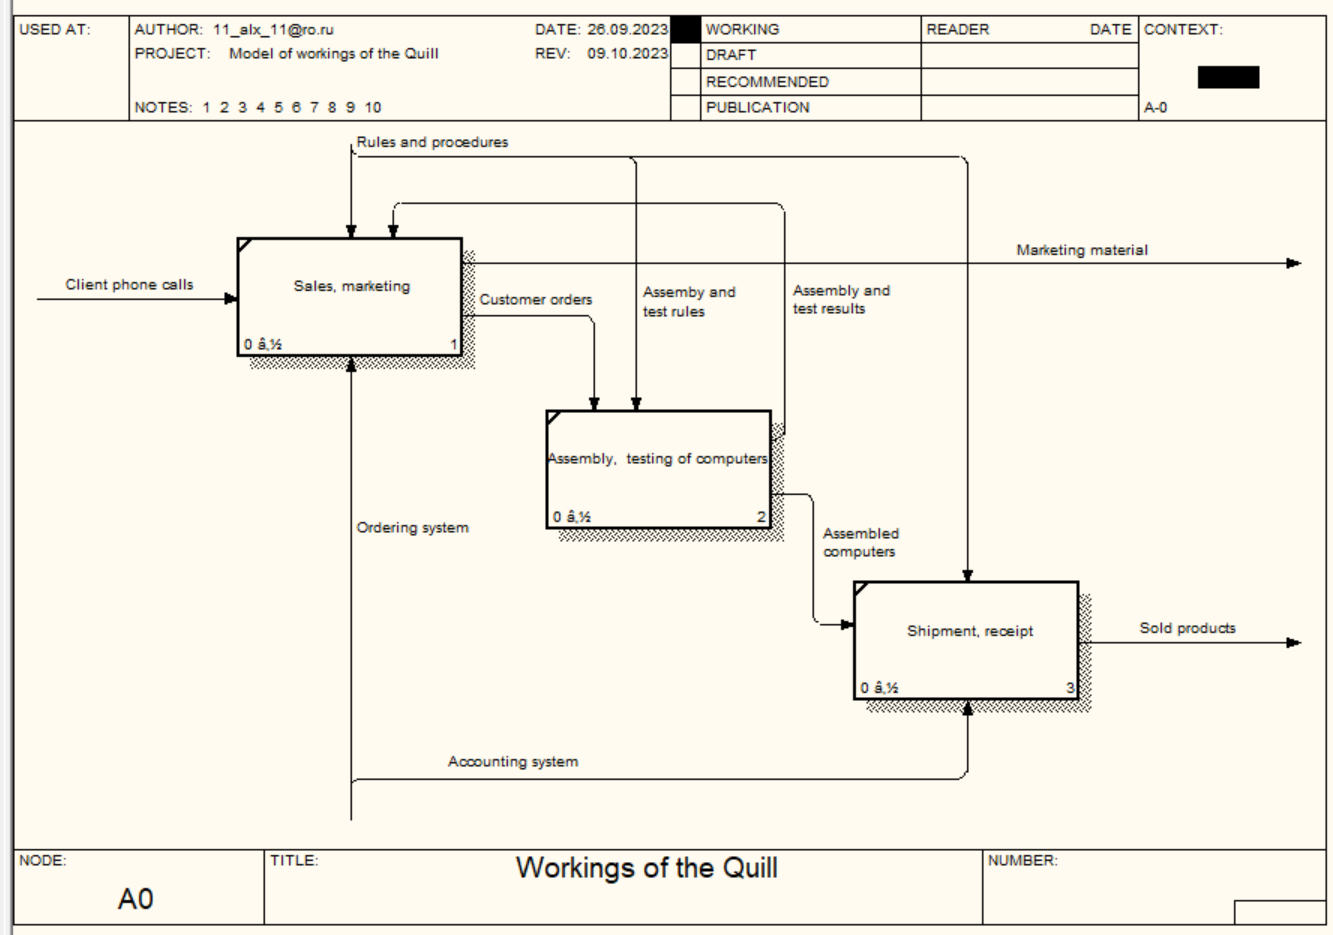 USED AT:
AUTHOR: 11_alx_11@ro.ru
DATE: 26.09.2023
WORKING
READER
DATE
CONTEXT:
PROJECT: Model of workings of the Quill
REV: 09.10.2023
DRAFT
RECOMMENDED
NOTES: 1 2 3 4 5 6 7 8 9 10
PUBLICATION
A-0
Rules and procedures
Marketing material
Client phone calls
Sales, marketing
0 â‚½
1
Customer orders
Assemby and
test rules
Assembly and
test results
Assembly, testing of computers
0 â‚½
2
Ordering system
Assembled
computers
Shipment, receipt
0 â‚½
3
Sold products
Accounting system
NODE:
A0
TITLE:
Workings of the Quill
NUMBER: